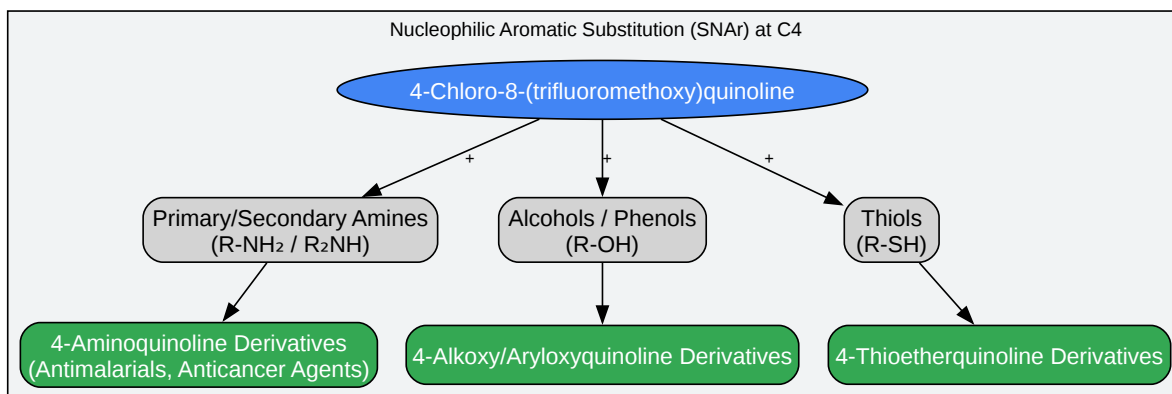 Nucleophilic Aromatic Substitution (SNAr) at C4
4-Chloro-8-(trifluoromethoxy)quinoline
+
+
+
Primary/Secondary Amines
(R-NH₂ / R₂NH)
Alcohols / Phenols
(R-OH)
Thiols
(R-SH)
4-Aminoquinoline Derivatives
(Antimalarials, Anticancer Agents)
4-Alkoxy/Aryloxyquinoline Derivatives
4-Thioetherquinoline Derivatives